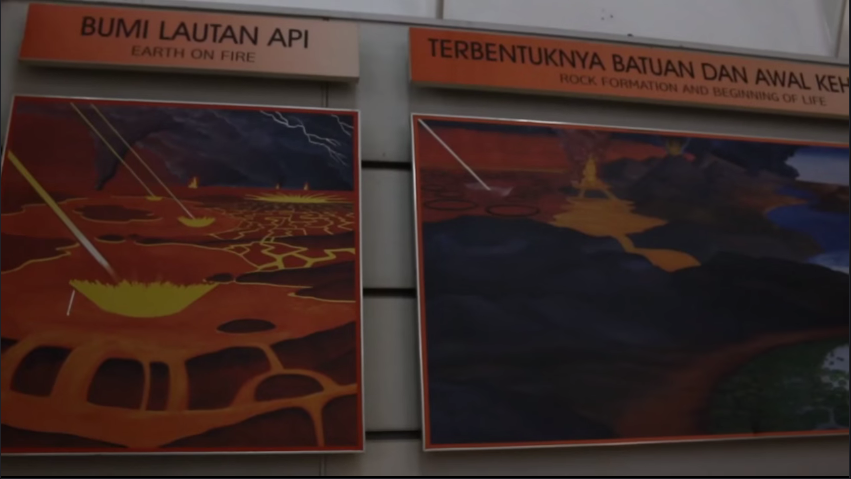 BUMI LAUTAN API
EARTH ON FIRE
TERBENTUKNYA BATUAN DAN AWAL KEH
ROCK FORMATION AND BEGINNING OF LIFE